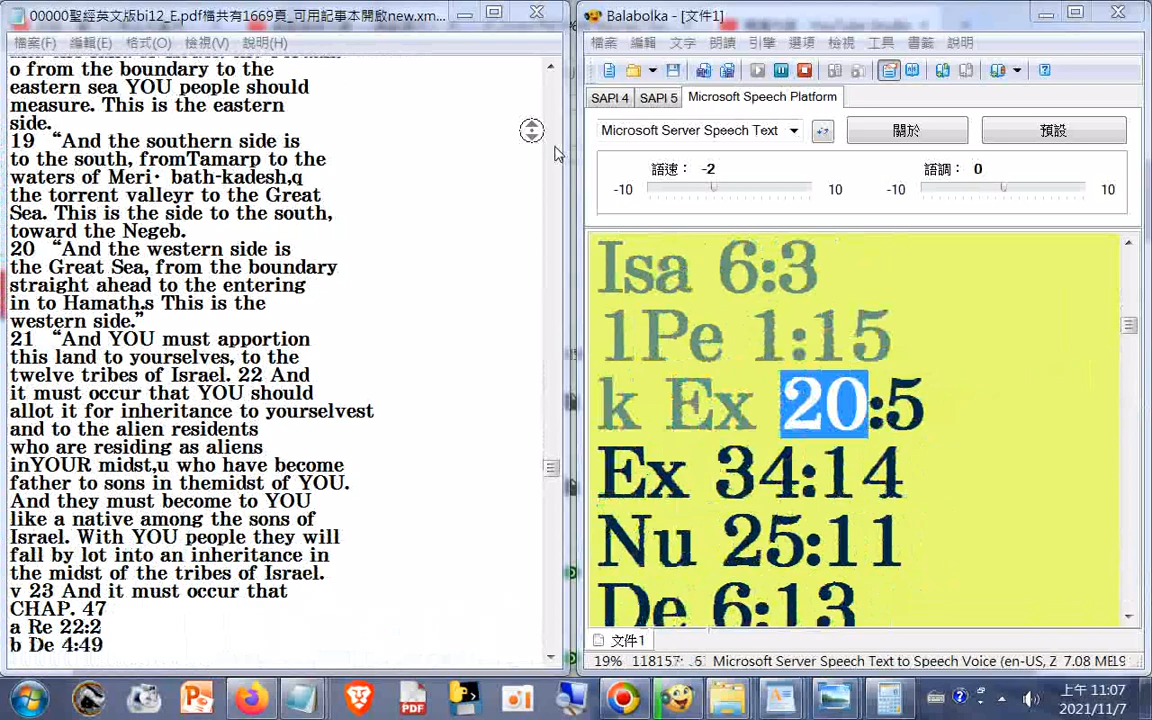 00000聖經英文版bi12_E.pdf檔共有1669頁_可用記事本開啟new.xm...
檔案(F) 編輯(E) 格式(O) 檢視(V) 說明(H)
o from the boundary to the
eastern sea YOU people should
measure. This is the eastern
side.
19 “And the southern side is
to the south, fromTamarp to the
waters of Meri· bath-kadesh,q
the torrent valleyr to the Great
Sea. This is the side to the south,
toward the Negeb.
20 “And the western side is
the Great Sea, from the boundary
straight ahead to the entering
in to Hamath.s This is the
western side.”
21 “And YOU must apportion
this land to yourselves, to the
twelve tribes of Israel. 22 And
it must occur that YOU should
allot it for inheritance to yourselvest
and to the alien residents
who are residing as aliens
inYOUR midst,u who have become
father to sons in themidst of YOU.
And they must become to YOU
like a native among the sons of
Israel. With YOU people they will
fall by lot into an inheritance in
the midst of the tribes of Israel.
v 23 And it must occur that
CHAP. 47
a Re 22:2
b De 4:49
Balabolka - [文件1]
檔案 編輯 文字 朗讀 引擎 選項 檢視 工具 書籤 說明
SAPI 4 SAPI 5 Microsoft Speech Platform
Microsoft Server Speech Text 關於 預設
語速: -2 語調: 0
-10 10 -10 10
Isa 6:3
1Pe 1:15
k Ex 20:5
Ex 34:14
Nu 25:11
De 6:13
文件1
19% Microsoft Server Speech Text to Speech Voice (en-US, Z 7.08 ME
上午 11:07
2021/11/7